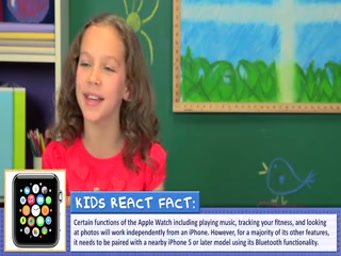 KIDS REACT FACT:
Certain functions of the Apple Watch including playing music, tracking your fitness, and looking
at photos will work independently from an iPhone. However, for a majority of its other features,
it needs to be paired with a nearby iPhone 5 or later model using its Bluetooth functionality.